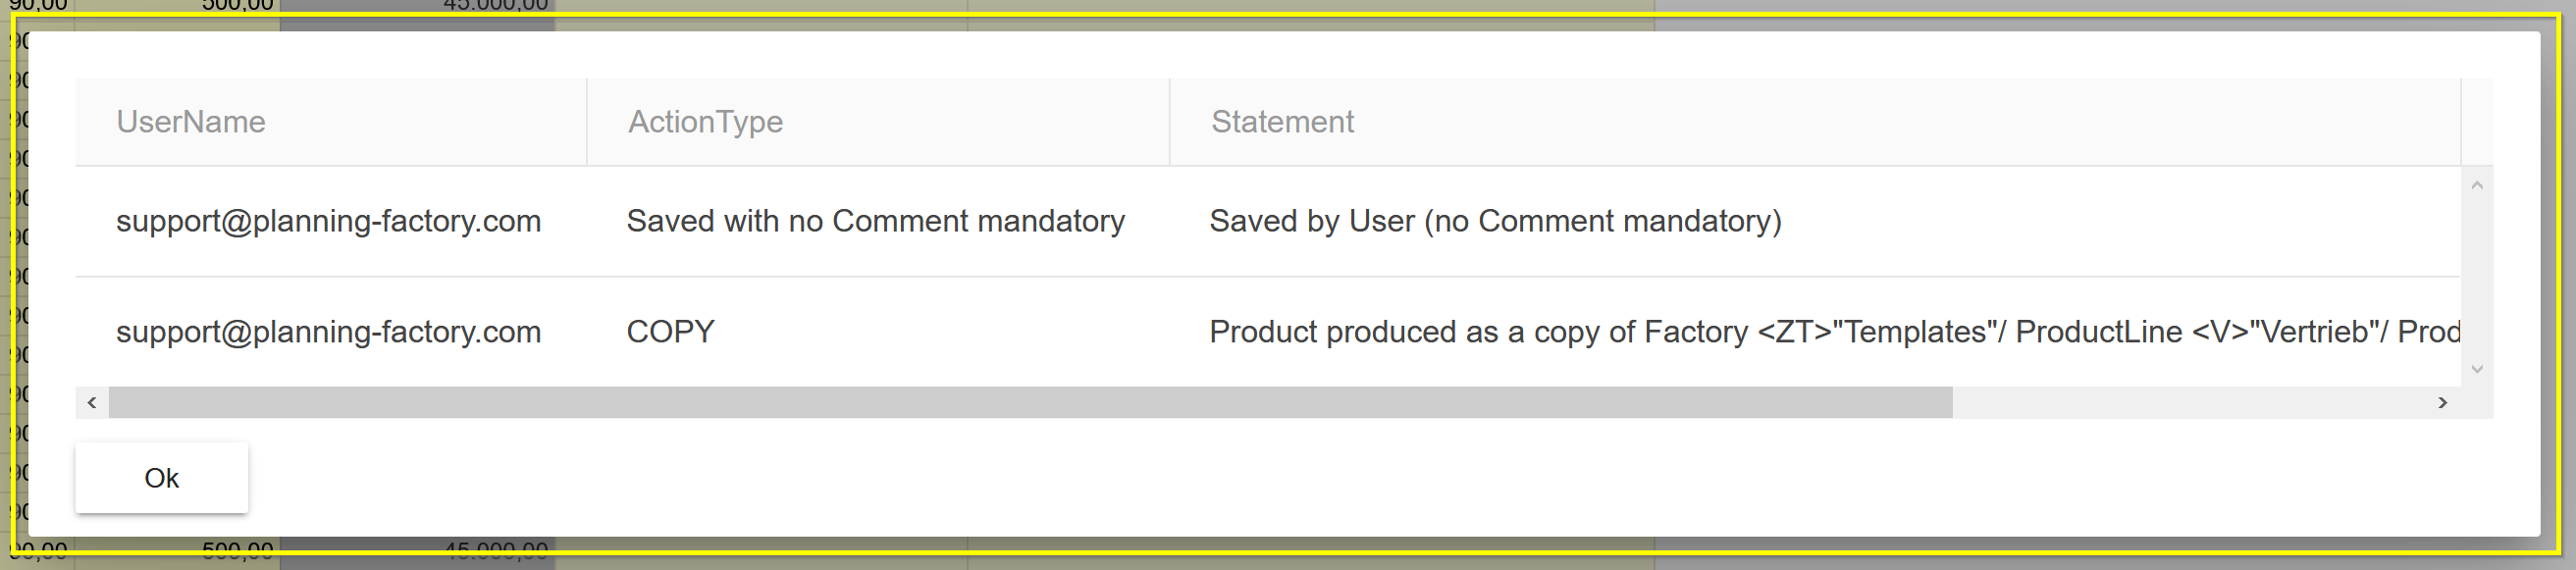 90,00 500,00 45.000,00
UserName ActionType Statement
support@planning-factory.com Saved with no Comment mandatory Saved by User (no Comment mandatory)
support@planning-factory.com COPY Product produced as a copy of Factory <ZT>"Templates"/ ProductLine <V>"Vertrieb"/ Prod
Ok
90,00 500,00 45.000,00